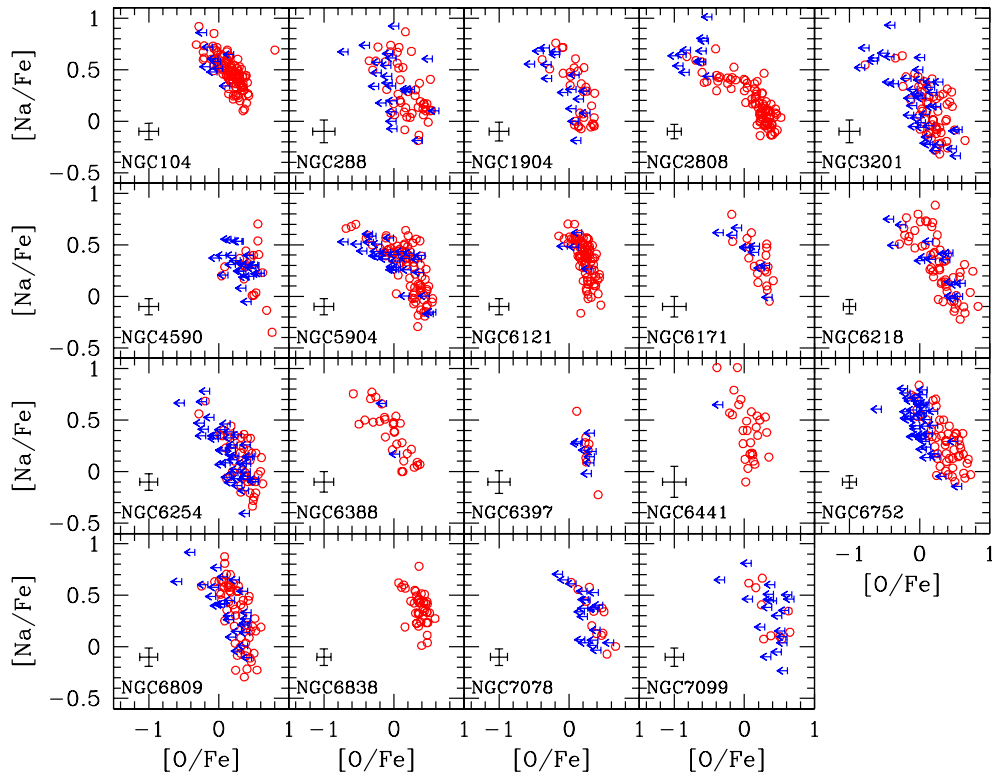 1
[Na/Fe] 0.5
0
NGC104 NGC288 NGC1904 NGC2808 NGC3201
−0.5
1
[Na/Fe] 0.5
0
NGC4590 NGC5904 NGC6121 NGC6171 NGC6218
−0.5
1
[Na/Fe] 0.5
0
NGC6254 NGC6388 NGC6397 NGC6441 NGC6752
−0.5
−1 0 1
[O/Fe]
1
[Na/Fe] 0.5
0
NGC6809 NGC6838 NGC7078 NGC7099
−0.5
−1 0 1 −1 0 1 −1 0 1 −1 0 1
[O/Fe] [O/Fe] [O/Fe] [O/Fe]